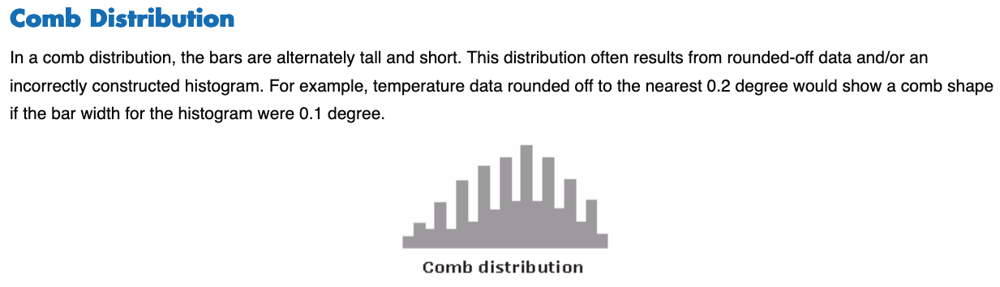 Comb Distribution
In a comb distribution, the bars are alternately tall and short. This distribution often results from rounded-off data and/or an
incorrectly constructed histogram. For example, temperature data rounded off to the nearest 0.2 degree would show a comb shape
if the bar width for the histogram were 0.1 degree.
Comb distribution